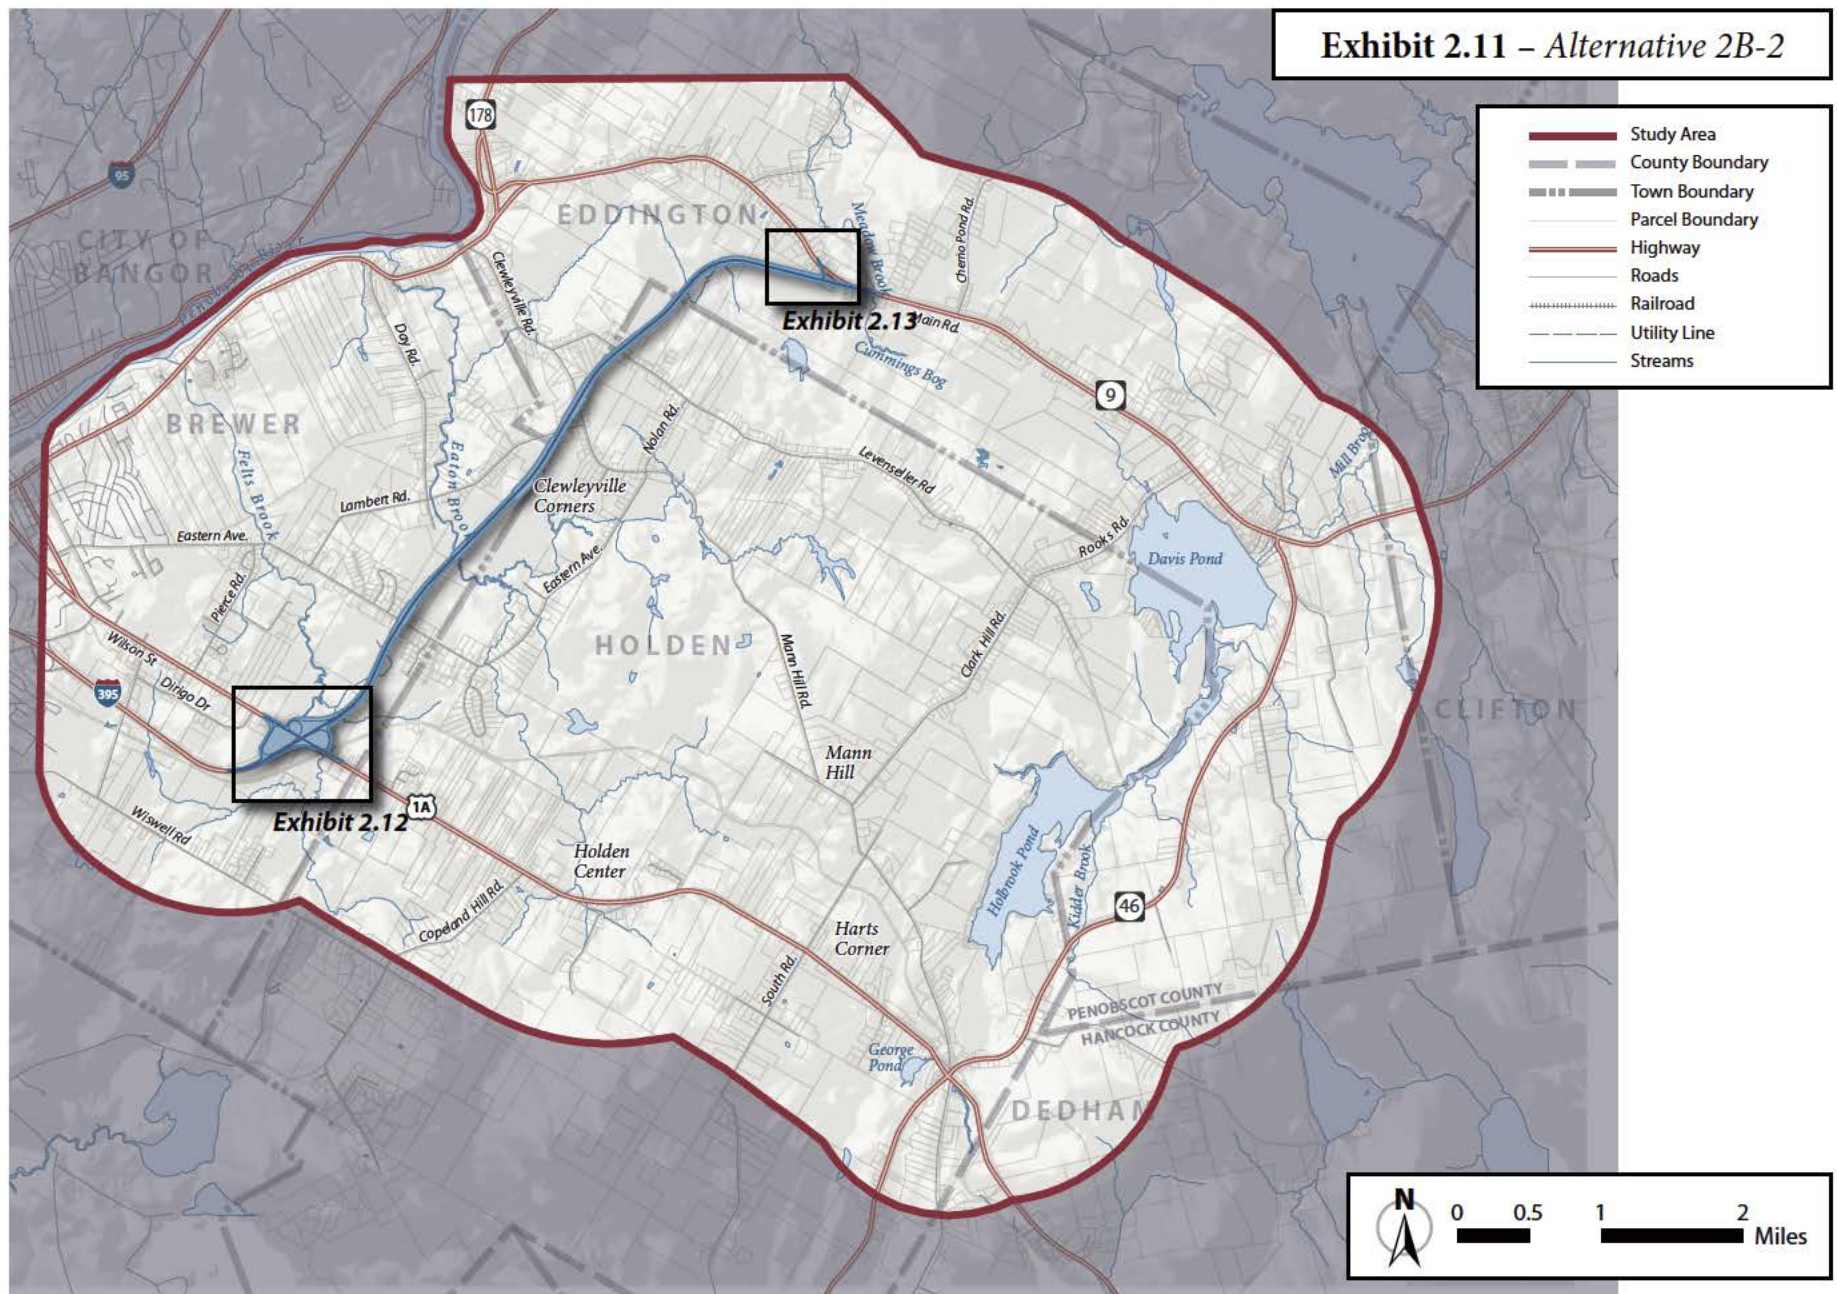 Exhibit 2.11 – Alternative 2B-2
Study Area
County Boundary
Town Boundary
Parcel Boundary
Highway
Roads
Railroad
Utility Line
Streams
178
95
CITY OF
BANGOR
Penobscot River
EDDINGTON
Meadow Brook
Chemo Pond Rd.
Clewleyville Rd.
Exhibit 2.13
Main Rd.
Cummings Bog
Day Rd.
9
BREWER
Felts Brook
Eaton Brook
Nolan Rd.
Levenseller Rd
Mill Brook
Lambert Rd.
Clewleyville
Corners
Eastern Ave.
Eastern Ave.
Rooks Rd.
Davis Pond
Pierce Rd.
HOLDEN
Mann Hill Rd.
Clark Hill Rd.
Wilson St
Dirigo Dr
395
CLIFTON
Mann
Hill
1A
Exhibit 2.12
Wiswell Rd
Holden
Center
Holbrook Pond
Kidder Brook
46
Copeland Hill Rd.
Harts
Corner
South Rd.
PENOBSCOT COUNTY
HANCOCK COUNTY
George
Pond
DEDHAM
N
0 0.5 1 2
Miles